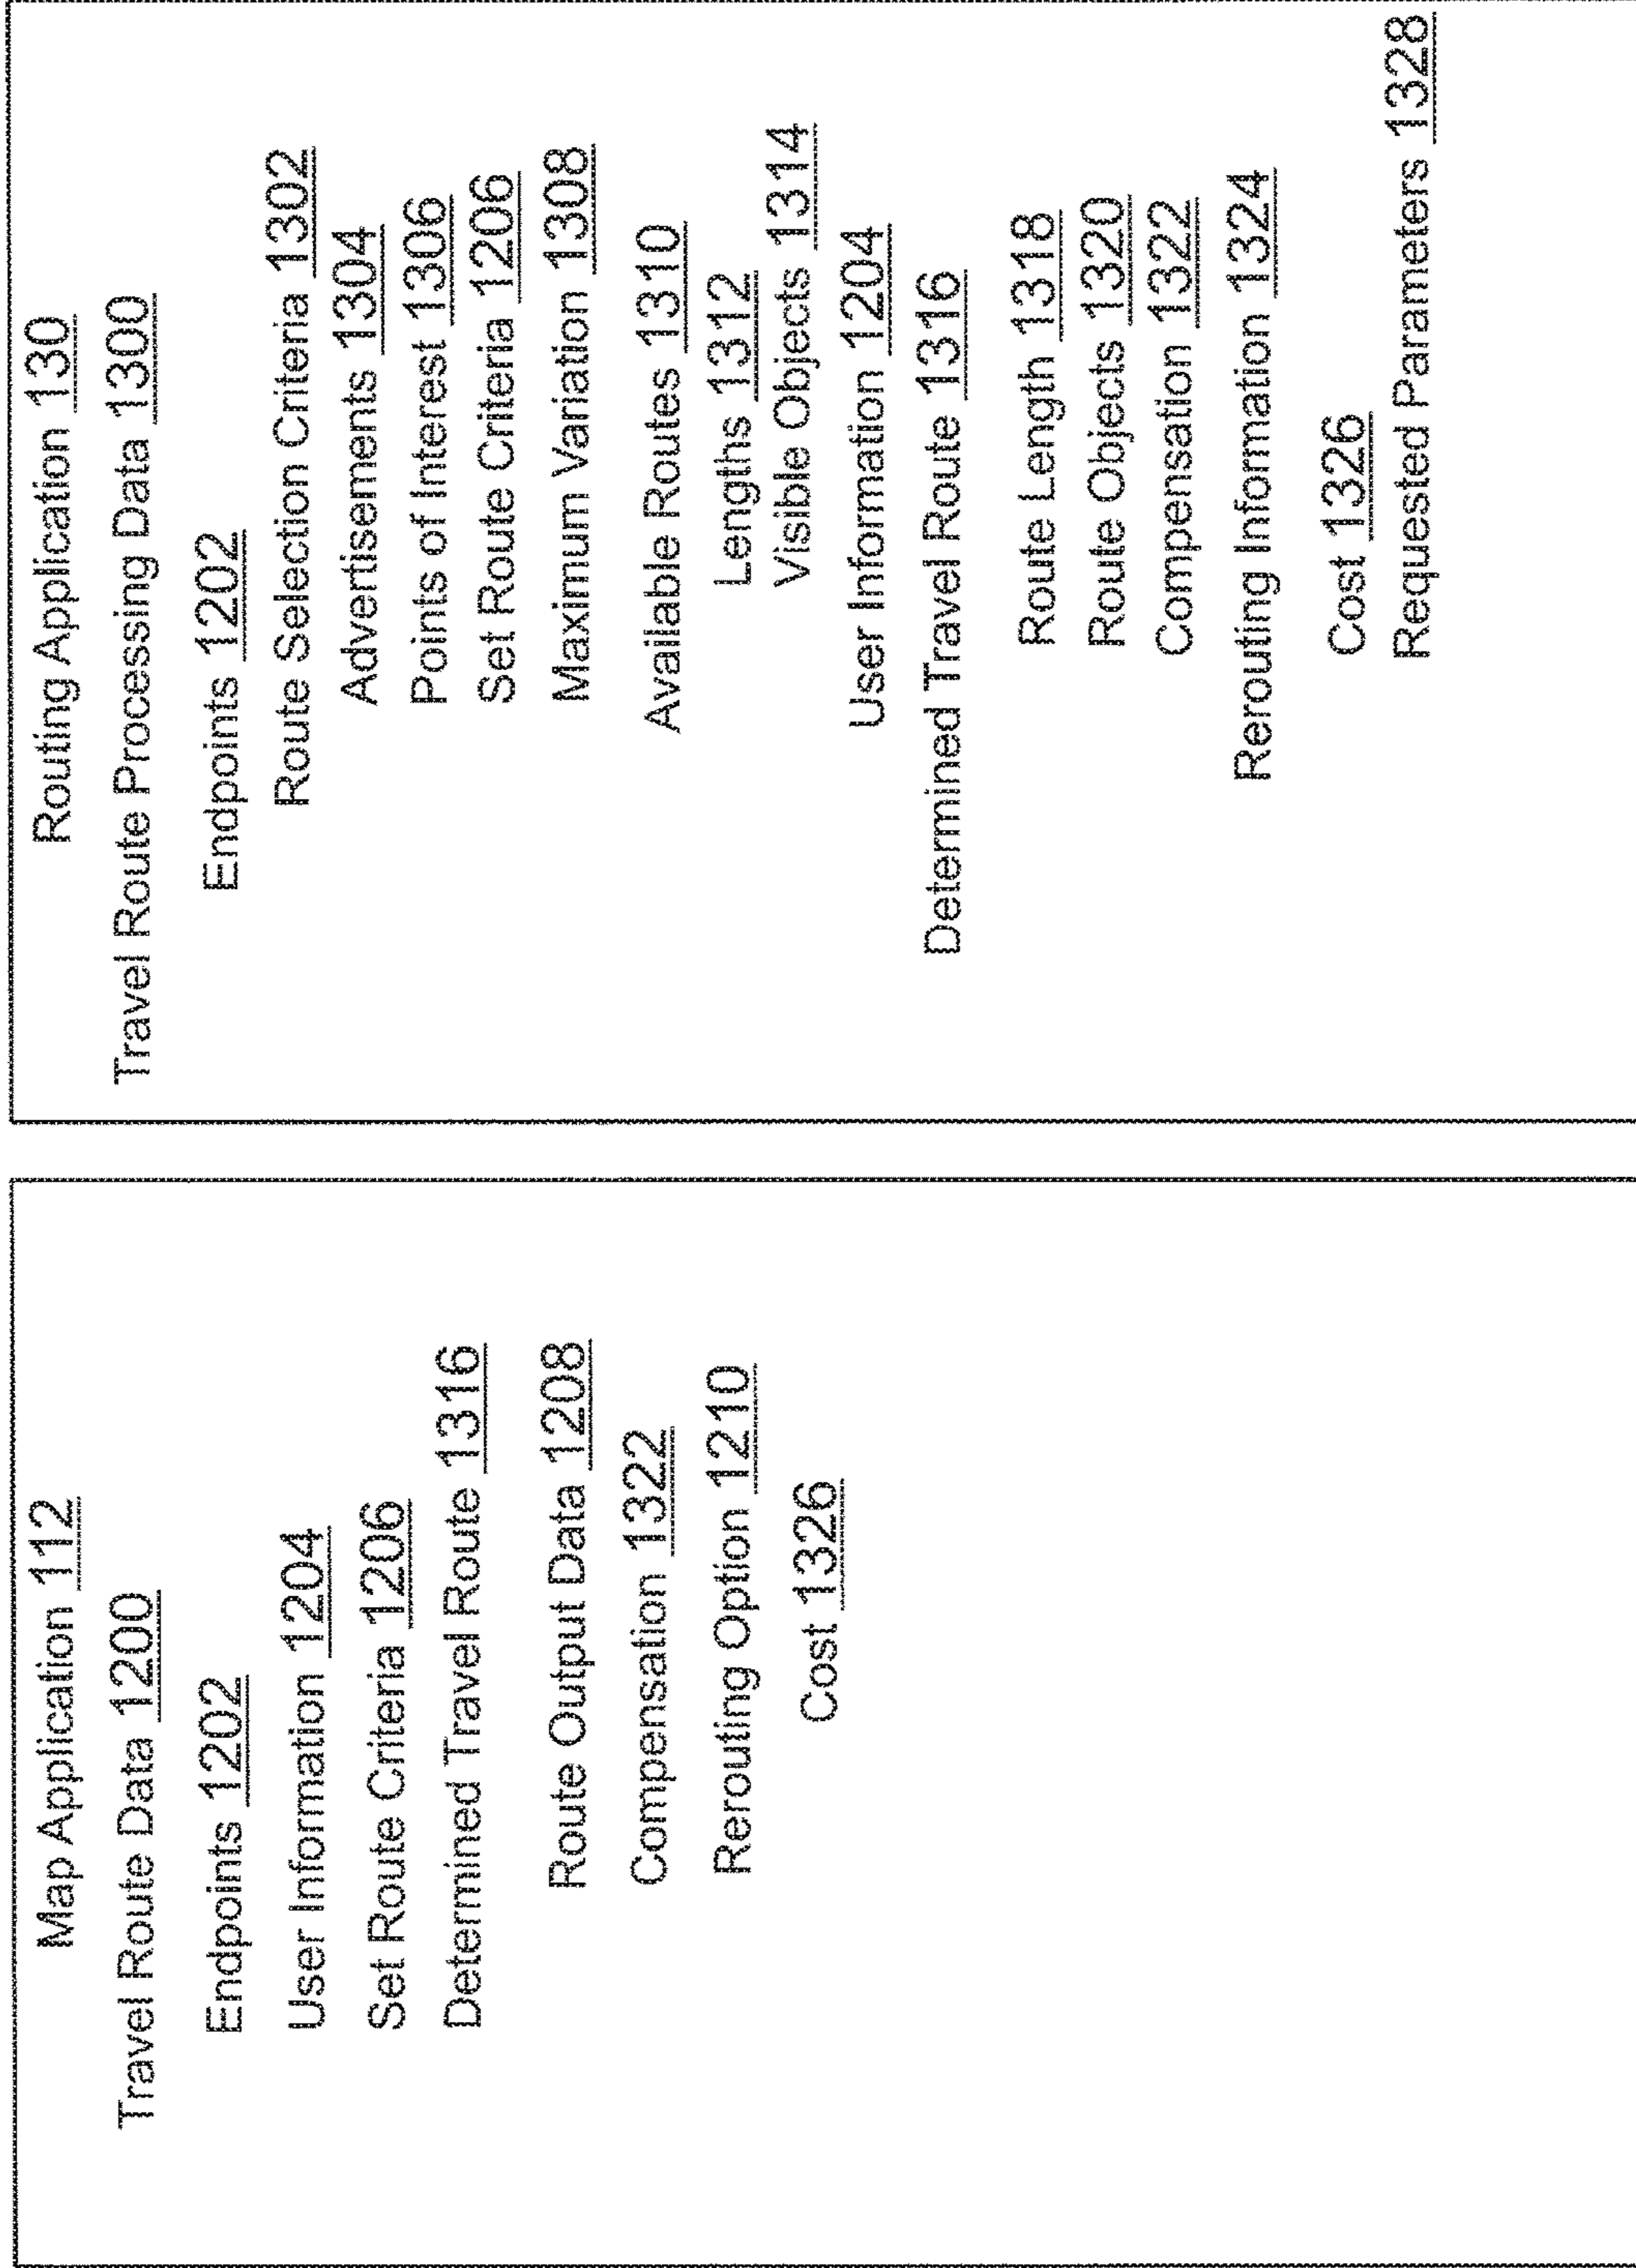 Map Application 112
Travel Route Data 1200
Endpoints 1202
User Information 1204
Set Route Criteria 1206
Determined Travel Route 1316
Route Output Data 1208
Compensation 1322
Rerouting Option 1210
Cost 1326
Routing Application 130
Travel Route Processing Data 1300
Endpoints 1202
Route Selection Criteria 1302
Advertisements 1304
Points of Interest 1306
Set Route Criteria 1206
Maximum Variation 1308
Available Routes 1310
Lengths 1312
Visible Objects 1314
User Information 1204
Determined Travel Route 1316
Route Length 1318
Route Objects 1320
Compensation 1322
Rerouting Information 1324
Cost 1326
Requested Parameters 1328